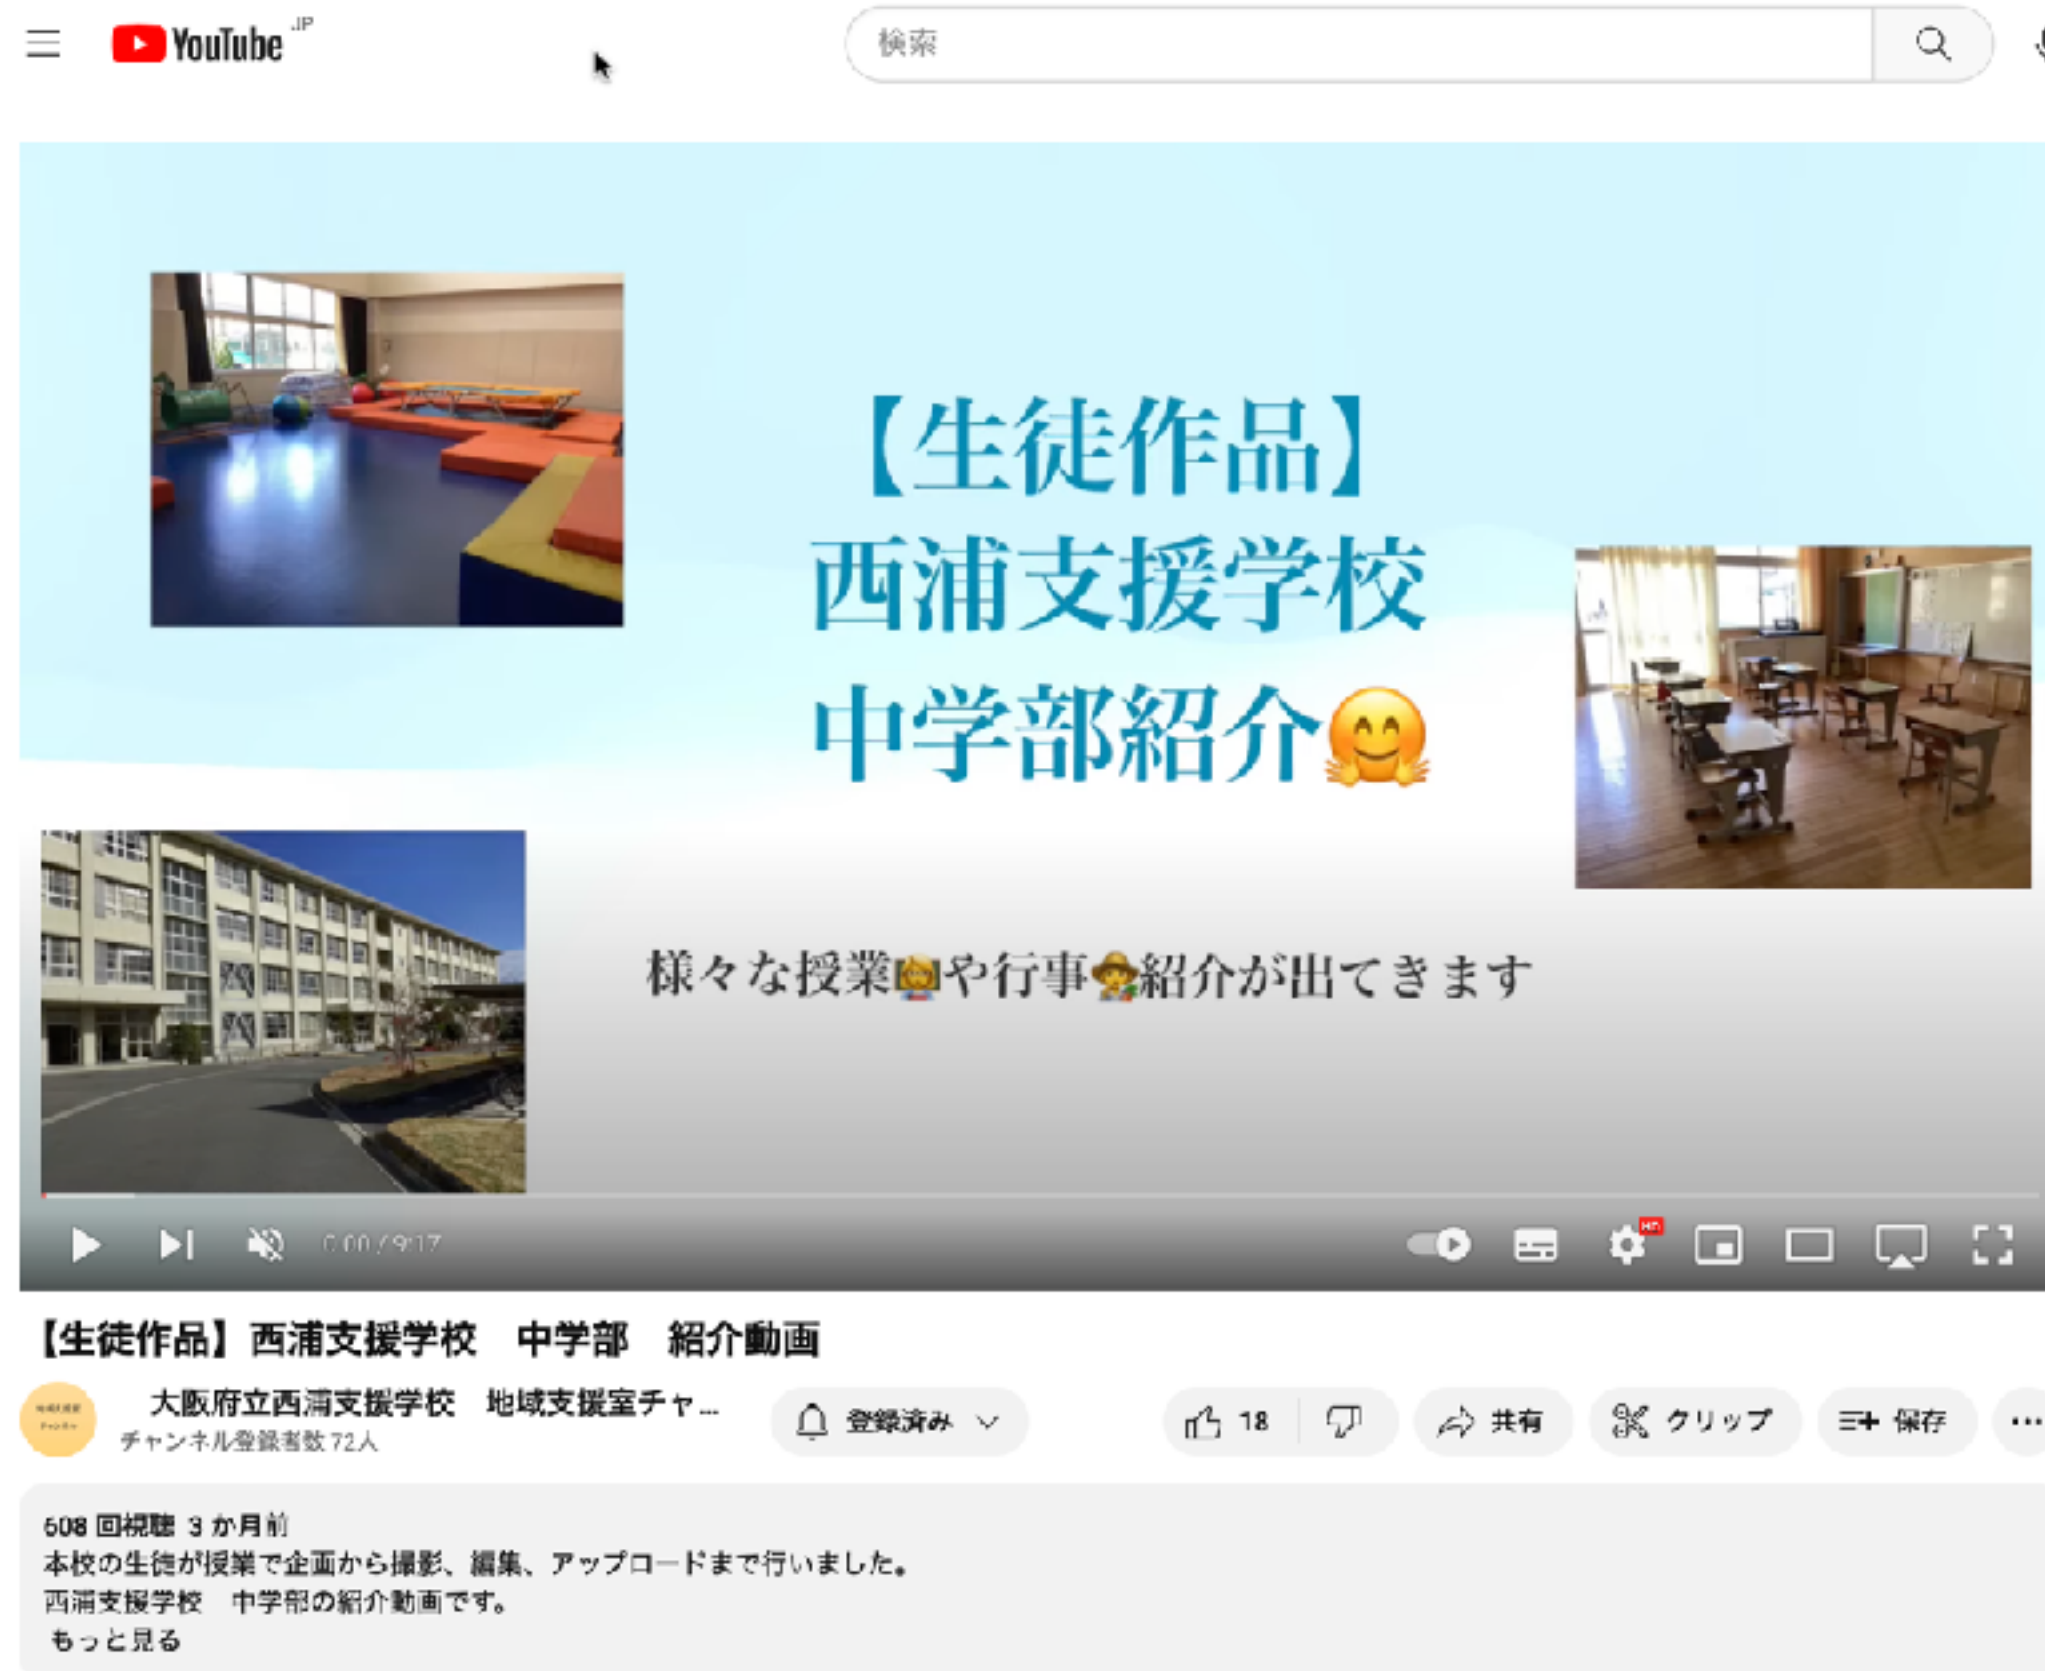 YouTube JP
検索
【生徒作品】
西浦支援学校
中学部紹介🤗
様々な授業👩‍🏫や行事👩‍🌾紹介が出てきます
0:00 / 9:17
HD
【生徒作品】西浦支援学校　中学部　紹介動画
大阪府立西浦支援学校　地域支援室チャ...
チャンネル登録者数 72人
登録済み
18
共有
クリップ
保存
608 回視聴 3 か月前
本校の生徒が授業で企画から撮影、編集、アップロードまで行いました。
西浦支援学校　中学部の紹介動画です。
もっと見る